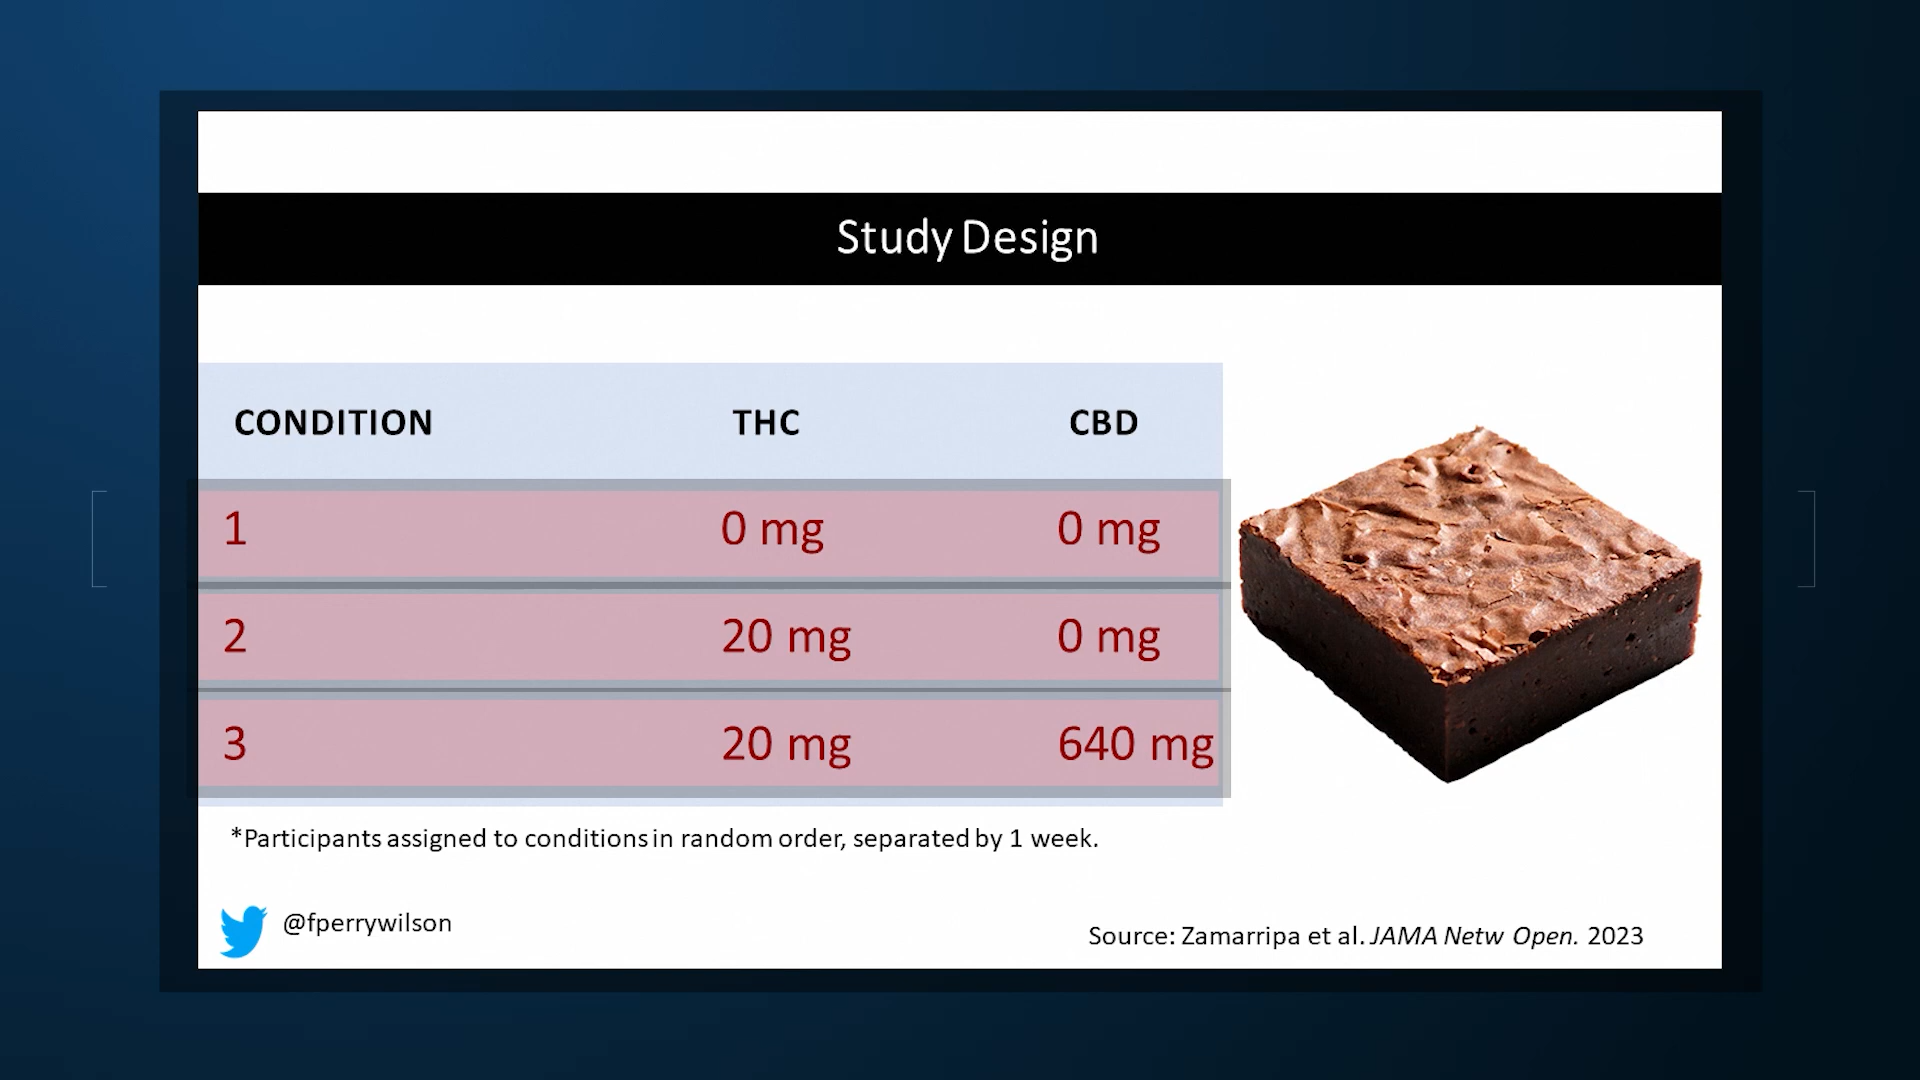 Study Design
CONDITION THC CBD
1 0 mg 0 mg
2 20 mg 0 mg
3 20 mg 640 mg
*Participants assigned to conditions in random order, separated by 1 week.
@fperrywilson
Source: Zamarripa et al. JAMA Netw Open. 2023